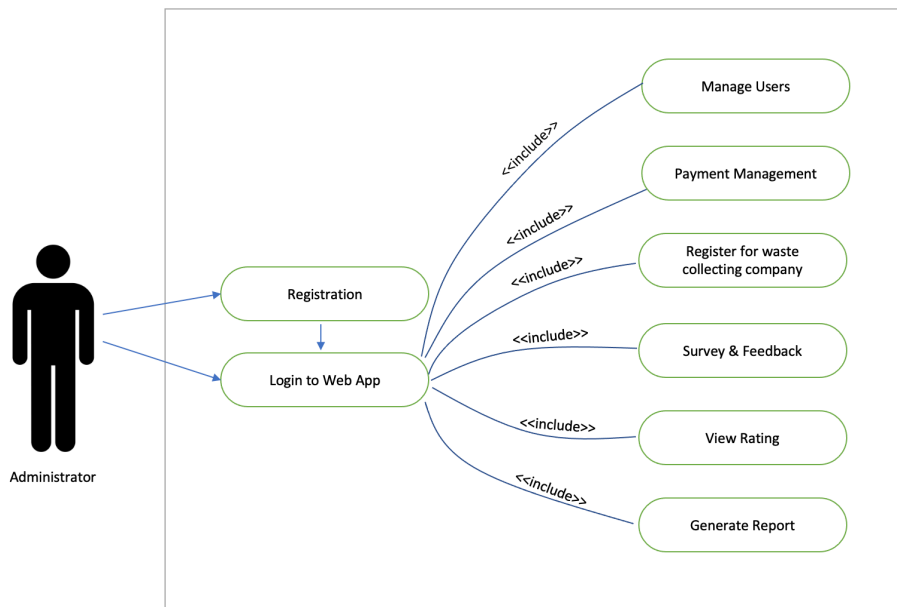 Manage Users
<<include>>
Payment Management
<<include>>
Register for waste
collecting company
<<include>>
Registration
Survey & Feedback
<<include>>
Login to Web App
View Rating
<<include>>
Administrator
Generate Report
<<include>>